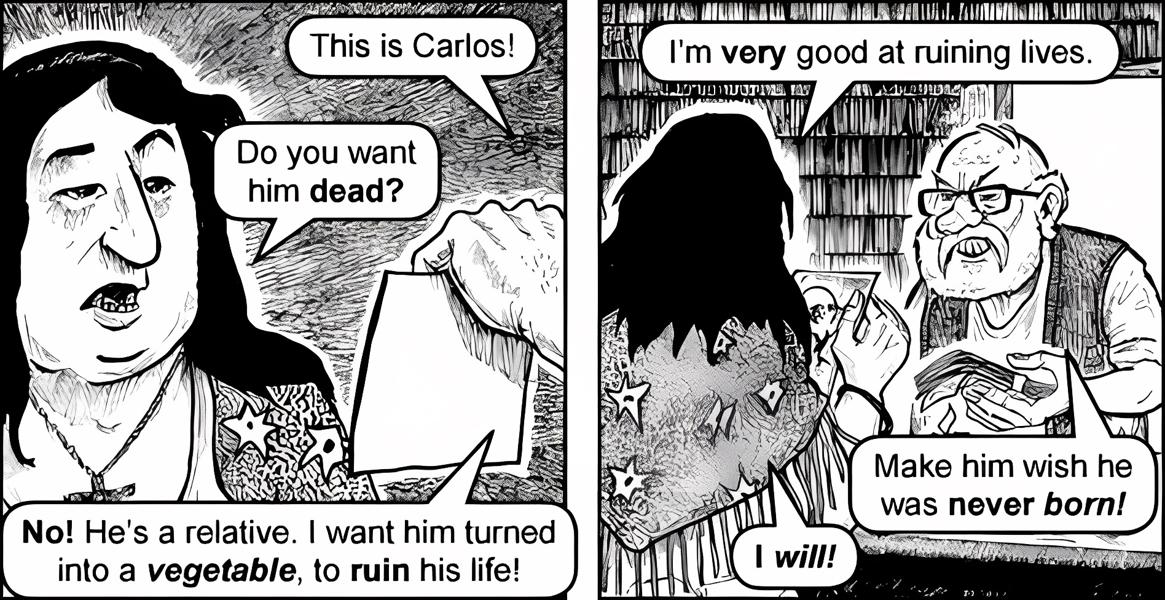 This is Carlos!
Do you want
him dead?
No! He's a relative. I want him turned
into a vegetable, to ruin his life!
I'm very good at ruining lives.
Make him wish he
was never born!
I will!